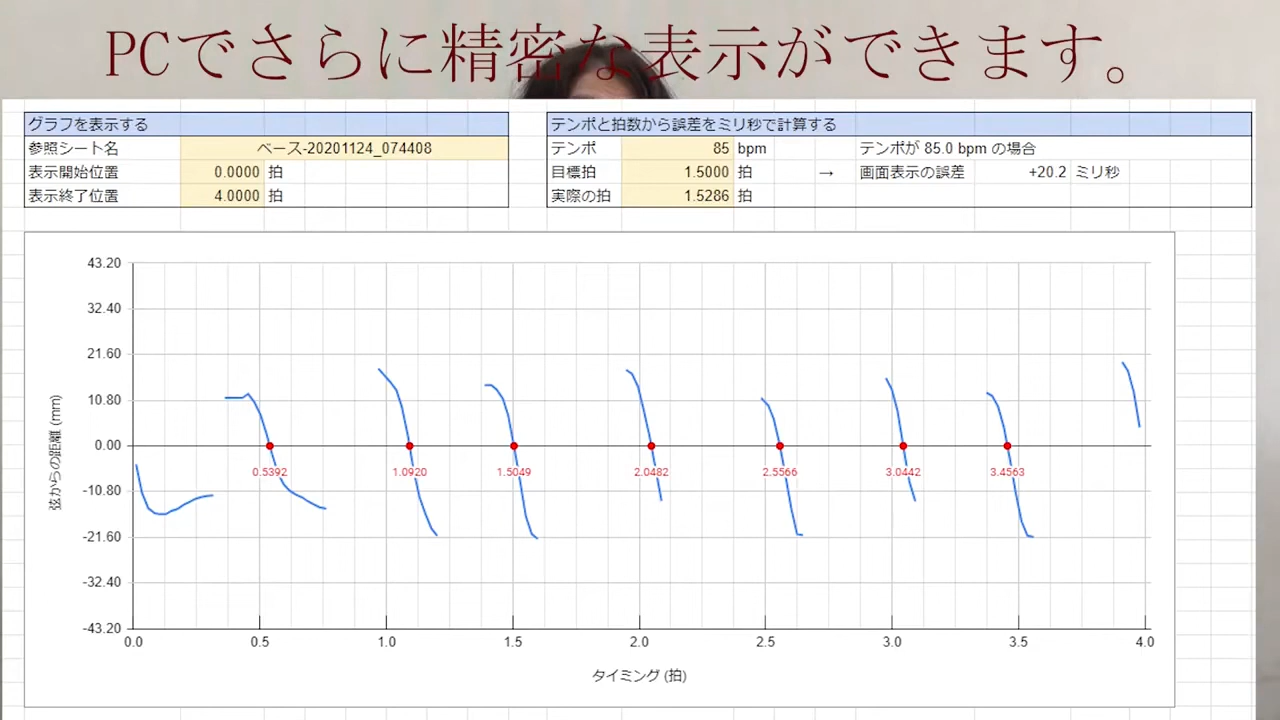 PCでさらに精密な表示ができます。
グラフを表示する
参照シート名 ベース-20201124_074408
表示開始位置 0.0000 拍
表示終了位置 4.0000 拍
テンポと拍数から誤差をミリ秒で計算する
テンポ 85 bpm テンポが 85.0 bpm の場合
目標拍 1.5000 拍 → 画面表示の誤差 +20.2 ミリ秒
実際の拍 1.5286 拍
弦からの距離 (mm)
43.20
32.40
21.60
10.80
0.00
-10.80
-21.60
-32.40
-43.20
0.5392 1.0920 1.5049 2.0482 2.5566 3.0442 3.4563
0.0 0.5 1.0 1.5 2.0 2.5 3.0 3.5 4.0
タイミング (拍)